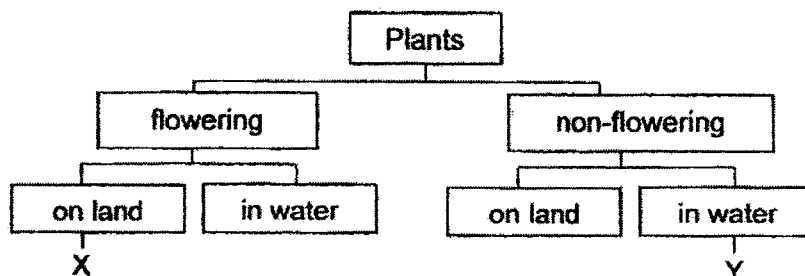 Plants
flowering
non-flowering
on land
in water
on land
in water
X
Y